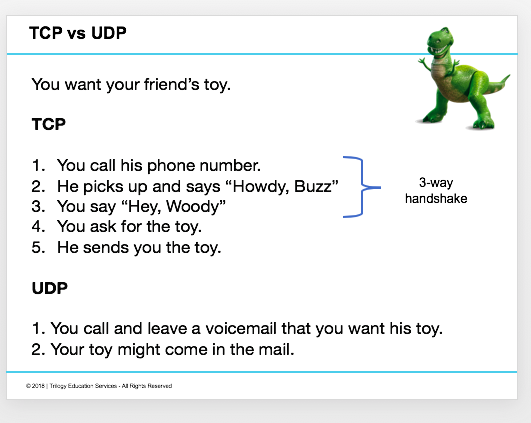 TCP vs UDP
You want your friend’s toy.
TCP
1. You call his phone number.
2. He picks up and says “Howdy, Buzz”
3. You say “Hey, Woody”
4. You ask for the toy.
5. He sends you the toy.
3-way
handshake
UDP
1. You call and leave a voicemail that you want his toy.
2. Your toy might come in the mail.
© 2018 | Trilogy Education Services - All Rights Reserved